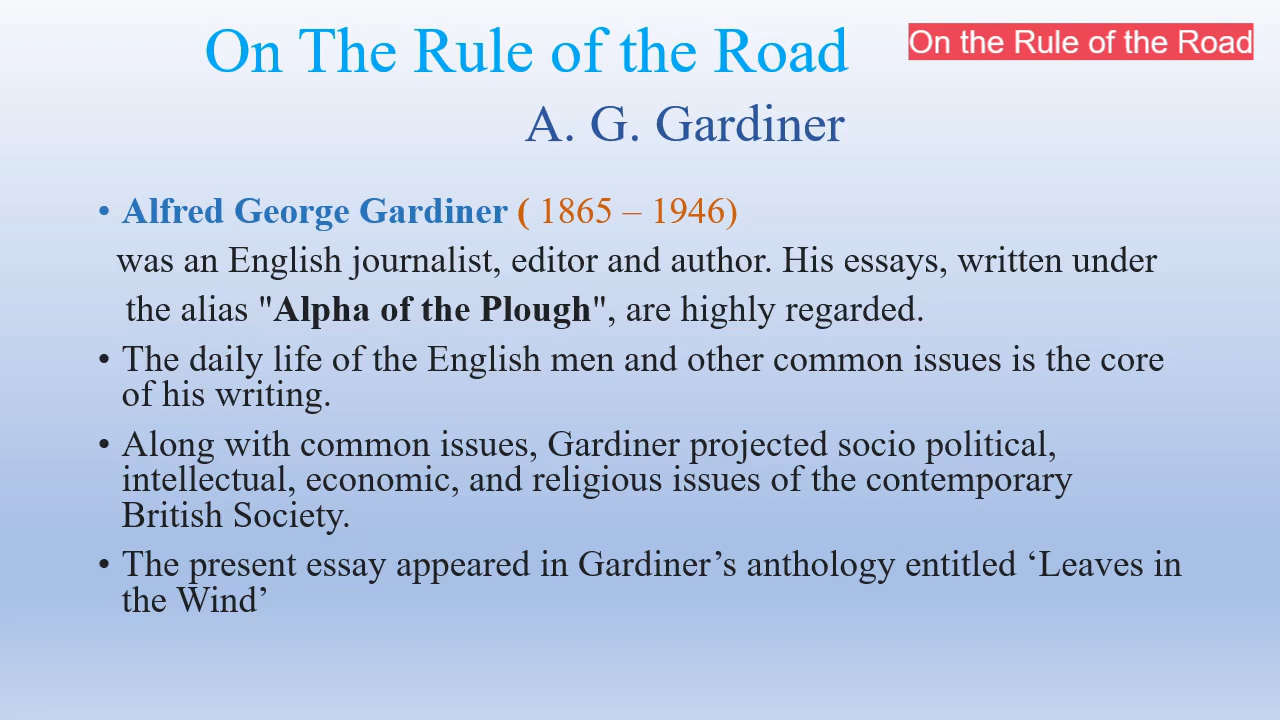 On The Rule of the Road
On the Rule of the Road
A. G. Gardiner
• Alfred George Gardiner ( 1865 – 1946)
was an English journalist, editor and author. His essays, written under
the alias "Alpha of the Plough", are highly regarded.
• The daily life of the English men and other common issues is the core
of his writing.
• Along with common issues, Gardiner projected socio political,
intellectual, economic, and religious issues of the contemporary
British Society.
• The present essay appeared in Gardiner’s anthology entitled ‘Leaves in
the Wind’